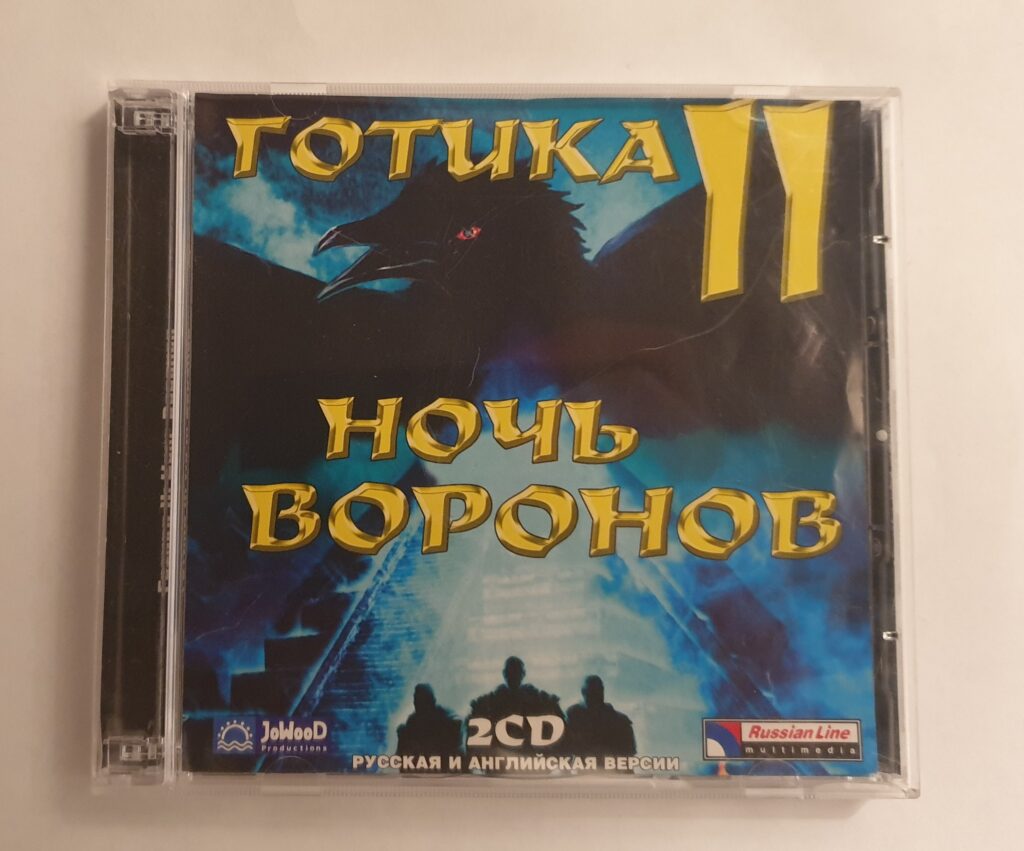 ГОТИКА II
НОЧЬ
ВОРОНОВ
2CD
РУССКАЯ И АНГЛИЙСКАЯ ВЕРСИИ
JoWooD
Productions
Russian Line
multimedia